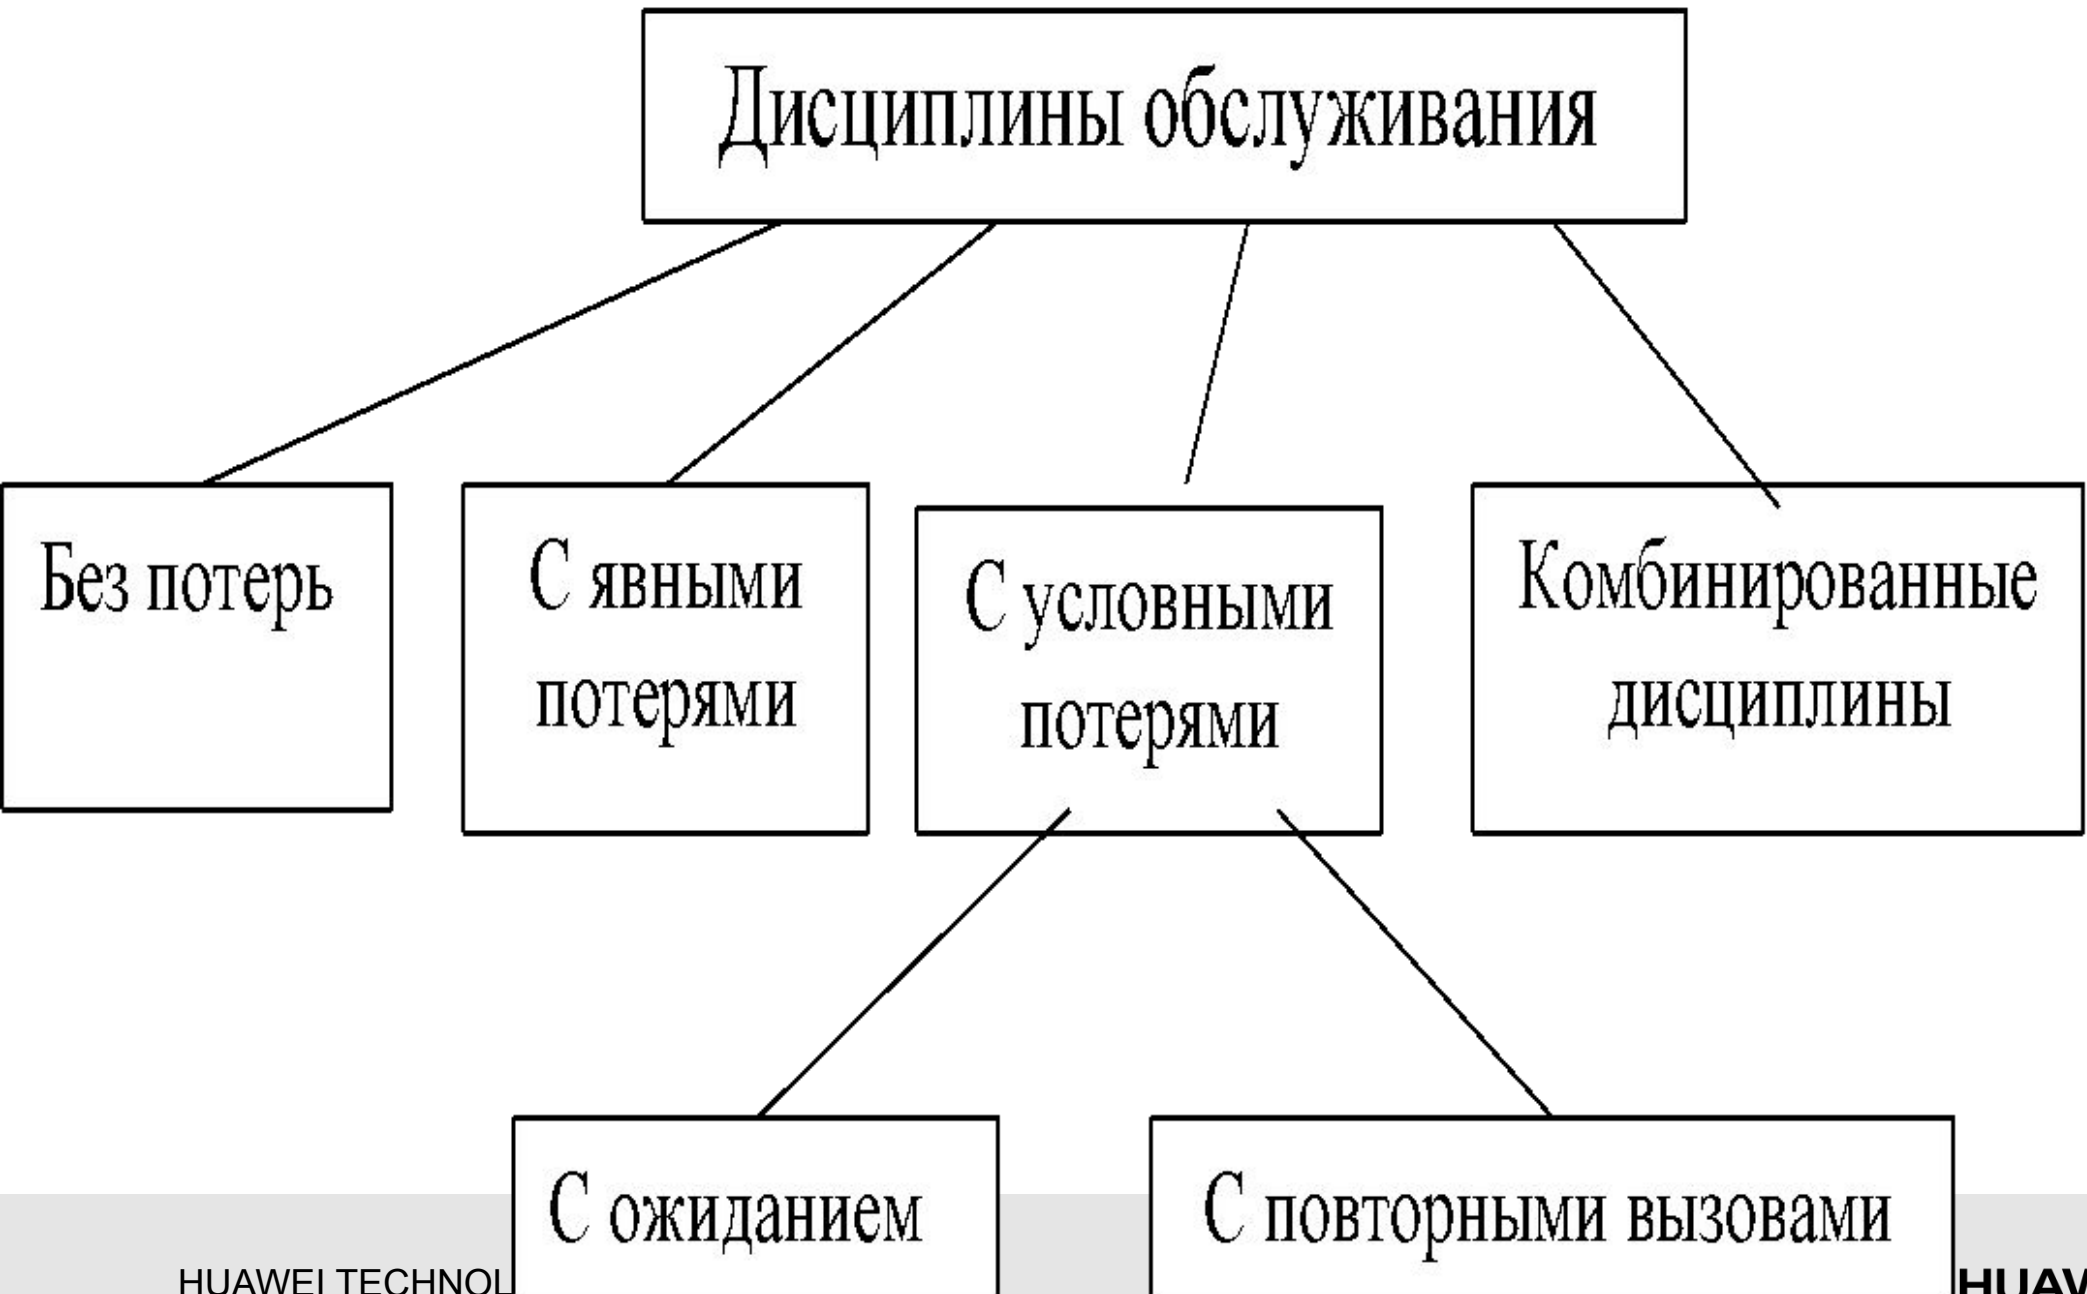 Дисциплины обслуживания
Без потерь
С явными
потерями
С условными
потерями
Комбинированные
дисциплины
С ожиданием
С повторными вызовами
HUAWEI TECHNOL
HUAW